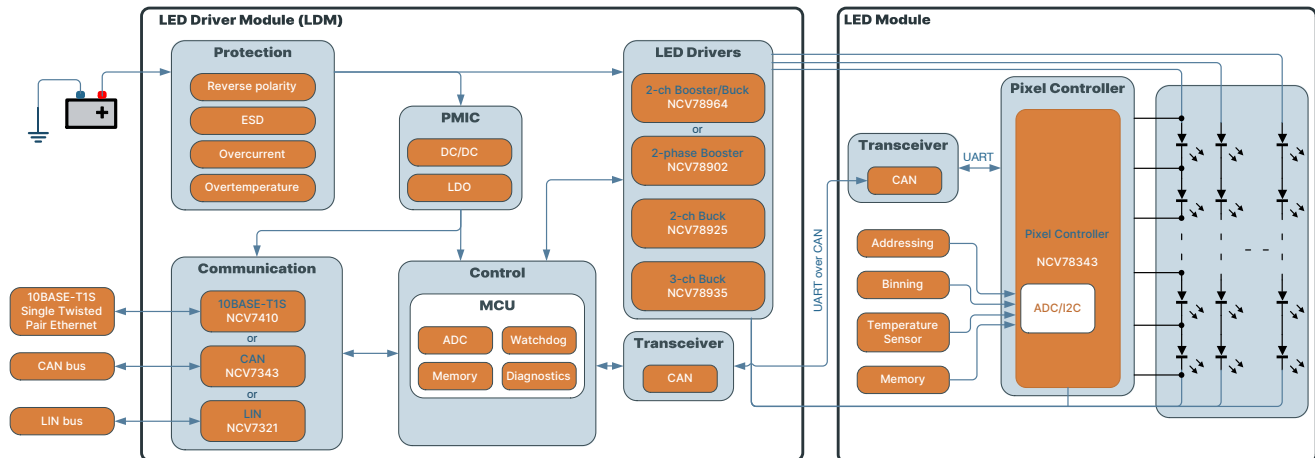 LED Driver Module (LDM)
Protection
Reverse polarity
ESD
Overcurrent
Overtemperature
PMIC
DC/DC
LDO
LED Drivers
2-ch Booster/Buck
NCV78964
or
2-phase Booster
NCV78902
2-ch Buck
NCV78925
3-ch Buck
NCV78935
Communication
10BASE-T1S
NCV7410
or
CAN
NCV7343
or
LIN
NCV7321
10BASE-T1S
Single Twisted
Pair Ethernet
CAN bus
LIN bus
Control
MCU
ADC
Watchdog
Memory
Diagnostics
Transceiver
CAN
UART over CAN
LED Module
Transceiver
CAN
UART
Addressing
Binning
Temperature
Sensor
Memory
Pixel Controller
Pixel Controller
NCV78343
ADC/I2C